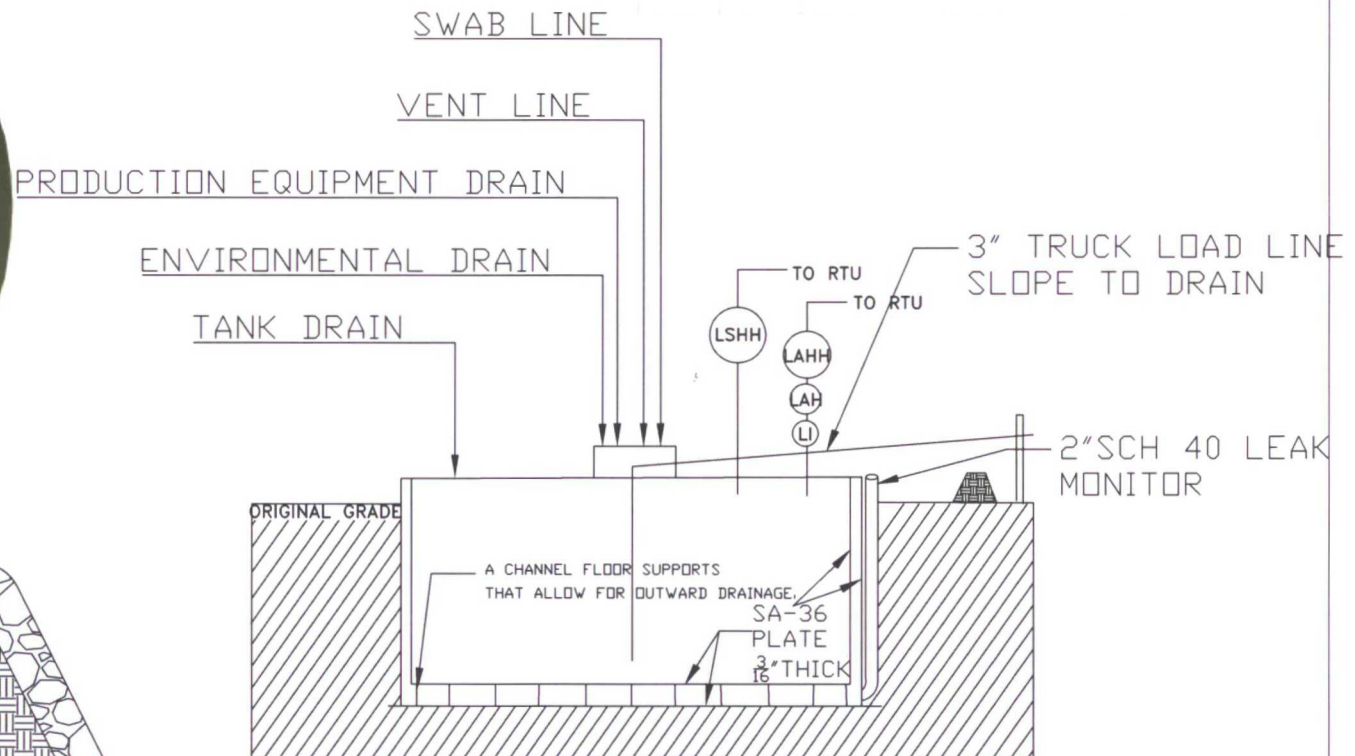 SWAB LINE
VENT LINE
PRODUCTION EQUIPMENT DRAIN
ENVIRONMENTAL DRAIN
TANK DRAIN
TO RTU
TO RTU
3" TRUCK LOAD LINE
SLOPE TO DRAIN
LSHH
LAHH
LAH
LI
2"SCH 40 LEAK
MONITOR
ORIGINAL GRADE
A CHANNEL FLOOR SUPPORTS
THAT ALLOW FOR OUTWARD DRAINAGE.
SA-36
PLATE
3/16"THICK